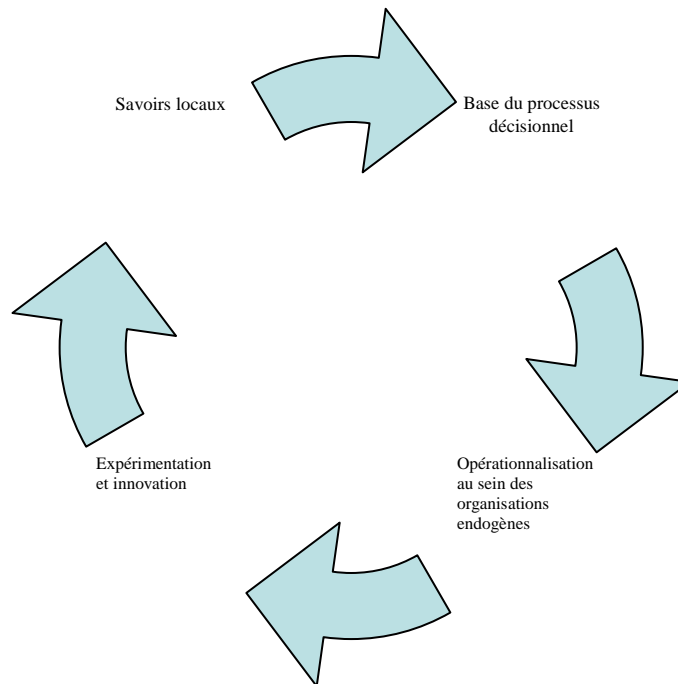 Savoirs locaux
Base du processus
décisionnel
Expérimentation
et innovation
Opérationnalisation
au sein des
organisations
endogènes